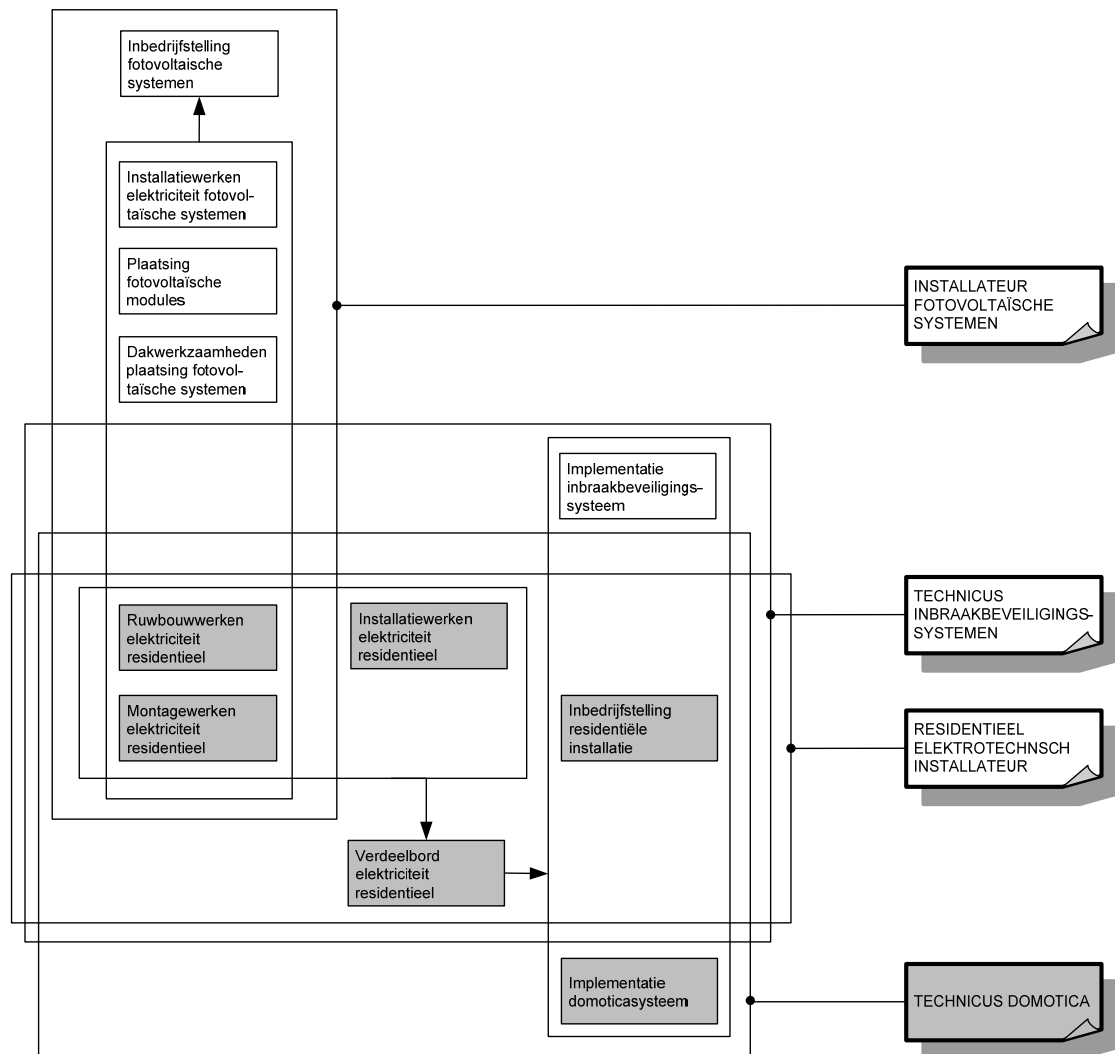 Inbedrijfstelling
fotovoltaische
systemen
Installatiewerken
elektriciteit fotovol-
taïsche systemen
Plaatsing
fotovoltaïsche
modules
Dakwerkzaamheden
plaatsing fotovol-
taïsche systemen
INSTALLATEUR
FOTOVOLTAÏSCHE
SYSTEMEN
Implementatie
inbraakbeveiligings-
systeem
Ruwbouwwerken
elektriciteit
residentieel
Installatiewerken
elektriciteit
residentieel
TECHNICUS
INBRAAKBEVEILIGINGS-
SYSTEMEN
Montagewerken
elektriciteit
residentieel
Inbedrijfstelling
residentiële
installatie
RESIDENTIEEL
ELEKTROTECHNSCH
INSTALLATEUR
Verdeelbord
elektriciteit
residentieel
Implementatie
domoticasysteem
TECHNICUS DOMOTICA